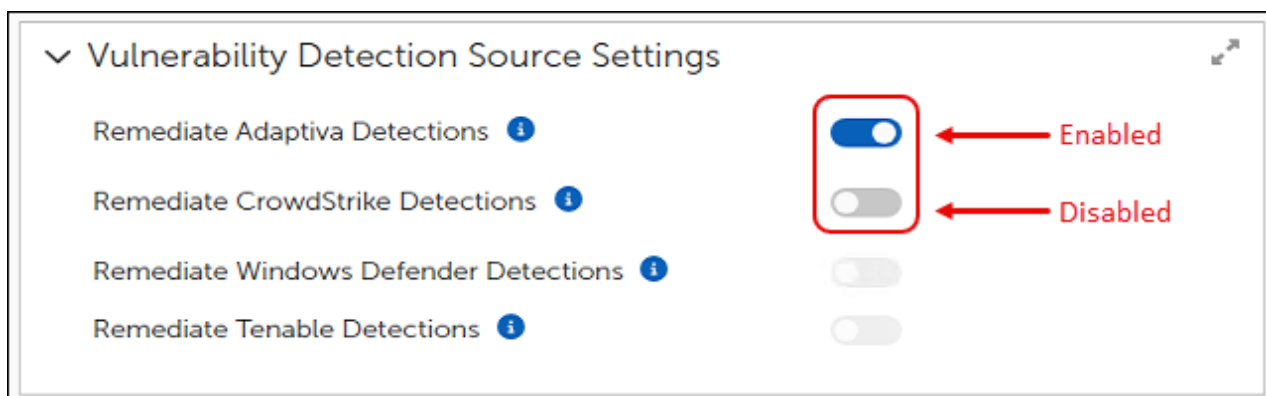 Vulnerability Detection Source Settings
Remediate Adaptiva Detections
Enabled
Remediate CrowdStrike Detections
Disabled
Remediate Windows Defender Detections
Remediate Tenable Detections